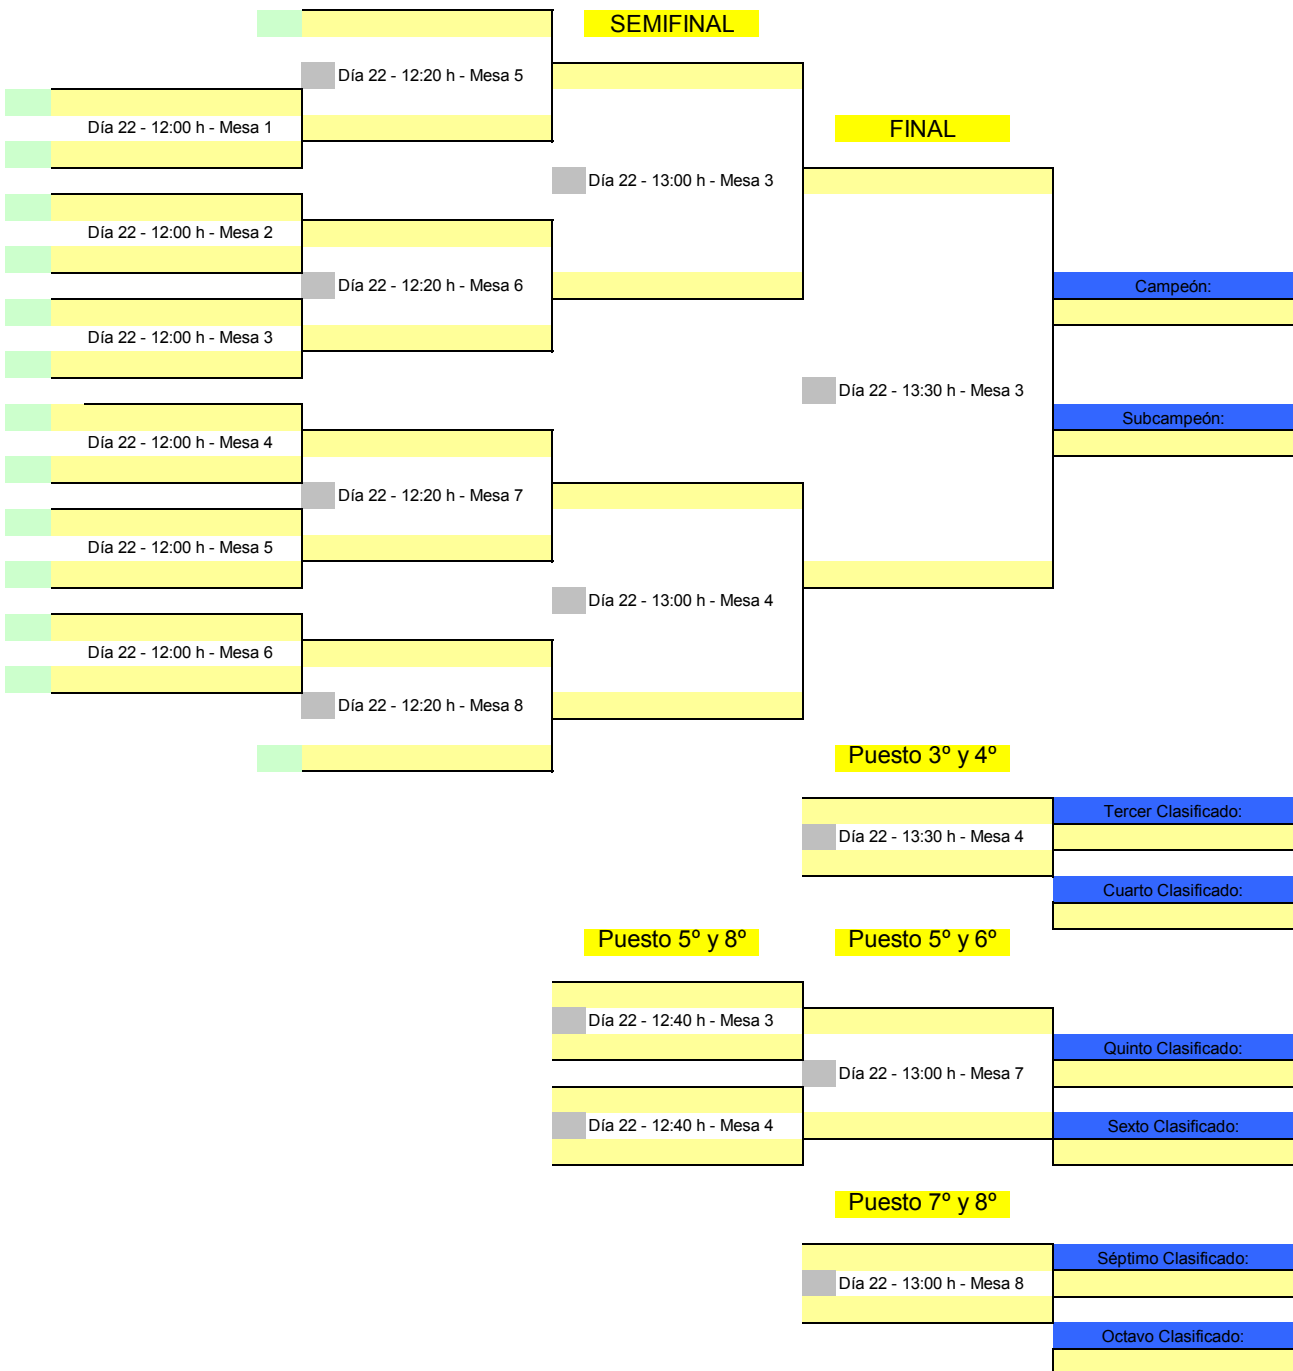 SEMIFINAL
Día 22 - 12:20 h - Mesa 5
Día 22 - 12:00 h - Mesa 1
FINAL
Día 22 - 13:00 h - Mesa 3
Día 22 - 12:00 h - Mesa 2
Día 22 - 12:20 h - Mesa 6
Campeón:
Día 22 - 12:00 h - Mesa 3
Día 22 - 13:30 h - Mesa 3
Subcampeón:
Día 22 - 12:00 h - Mesa 4
Día 22 - 12:20 h - Mesa 7
Día 22 - 12:00 h - Mesa 5
Día 22 - 13:00 h - Mesa 4
Día 22 - 12:00 h - Mesa 6
Día 22 - 12:20 h - Mesa 8
Puesto 3º y 4º
Tercer Clasificado:
Día 22 - 13:30 h - Mesa 4
Cuarto Clasificado:
Puesto 5º y 8º
Puesto 5º y 6º
Día 22 - 12:40 h - Mesa 3
Quinto Clasificado:
Día 22 - 13:00 h - Mesa 7
Día 22 - 12:40 h - Mesa 4
Sexto Clasificado:
Puesto 7º y 8º
Séptimo Clasificado:
Día 22 - 13:00 h - Mesa 8
Octavo Clasificado: